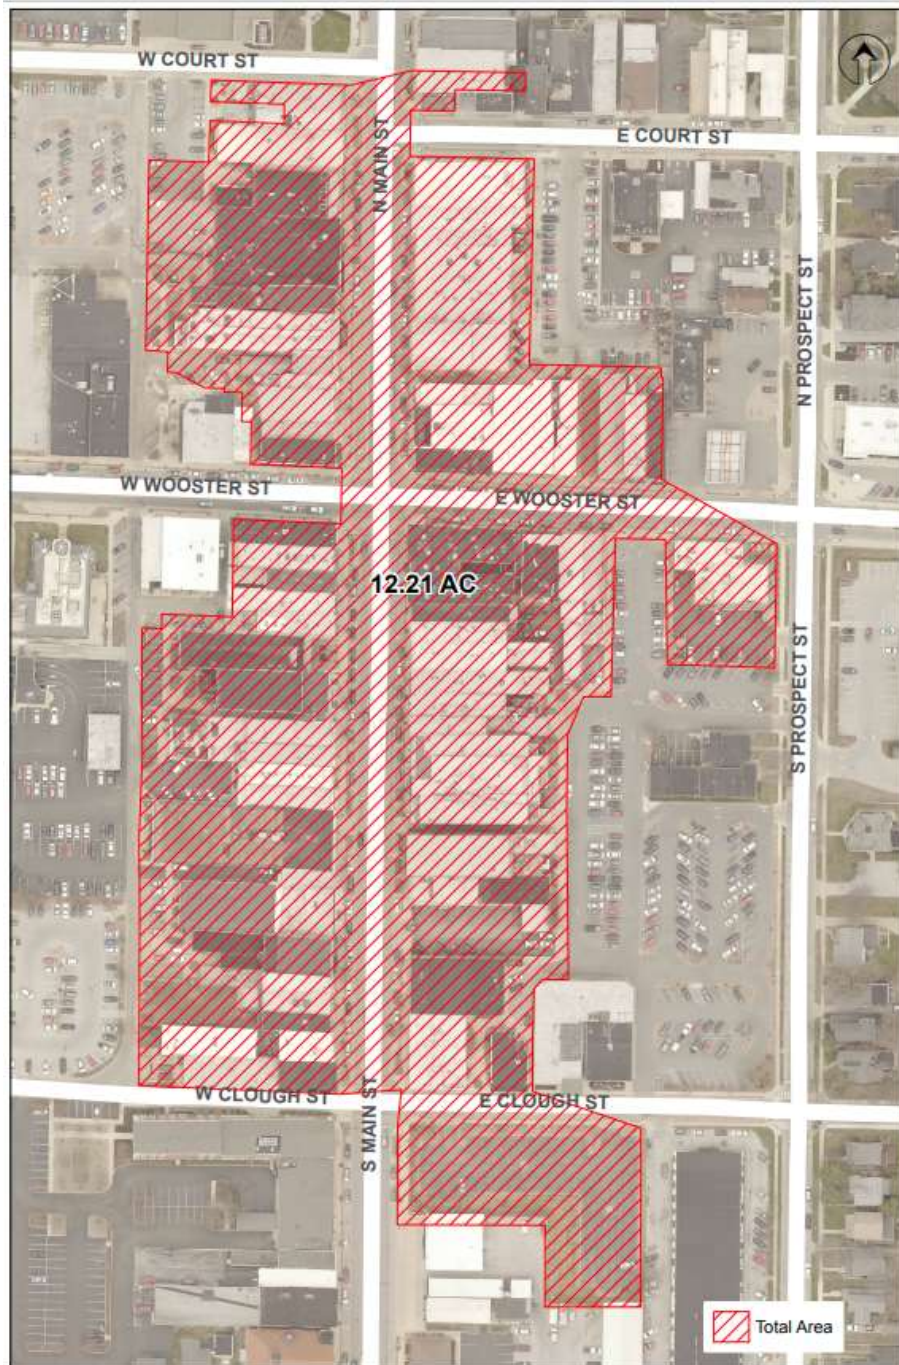 W COURT ST
N MAIN ST
E COURT ST
N PROSPECT ST
W WOOSTER ST
E WOOSTER ST
12.21 AC
S PROSPECT ST
W CLOUGH ST
S MAIN ST
E CLOUGH ST
Total Area